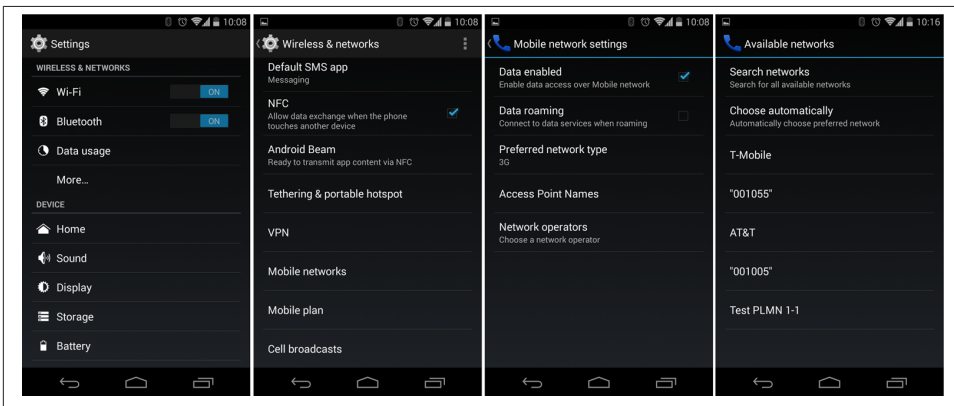 10:08
Settings
WIRELESS & NETWORKS
Wi-Fi
ON
Bluetooth
ON
Data usage
More...
DEVICE
Home
Sound
Display
Storage
Battery
10:08
Wireless & networks
Default SMS app
Messaging
NFC
Allow data exchange when the phone
touches another device
Android Beam
Ready to transmit app content via NFC
Tethering & portable hotspot
VPN
Mobile networks
Mobile plan
Cell broadcasts
10:08
Mobile network settings
Data enabled
Enable data access over Mobile network
Data roaming
Connect to data services when roaming
Preferred network type
3G
Access Point Names
Network operators
Choose a network operator
10:16
Available networks
Search networks
Search for all available networks
Choose automatically
Automatically choose preferred network
T-Mobile
"001055"
AT&T
"001005"
Test PLMN 1-1